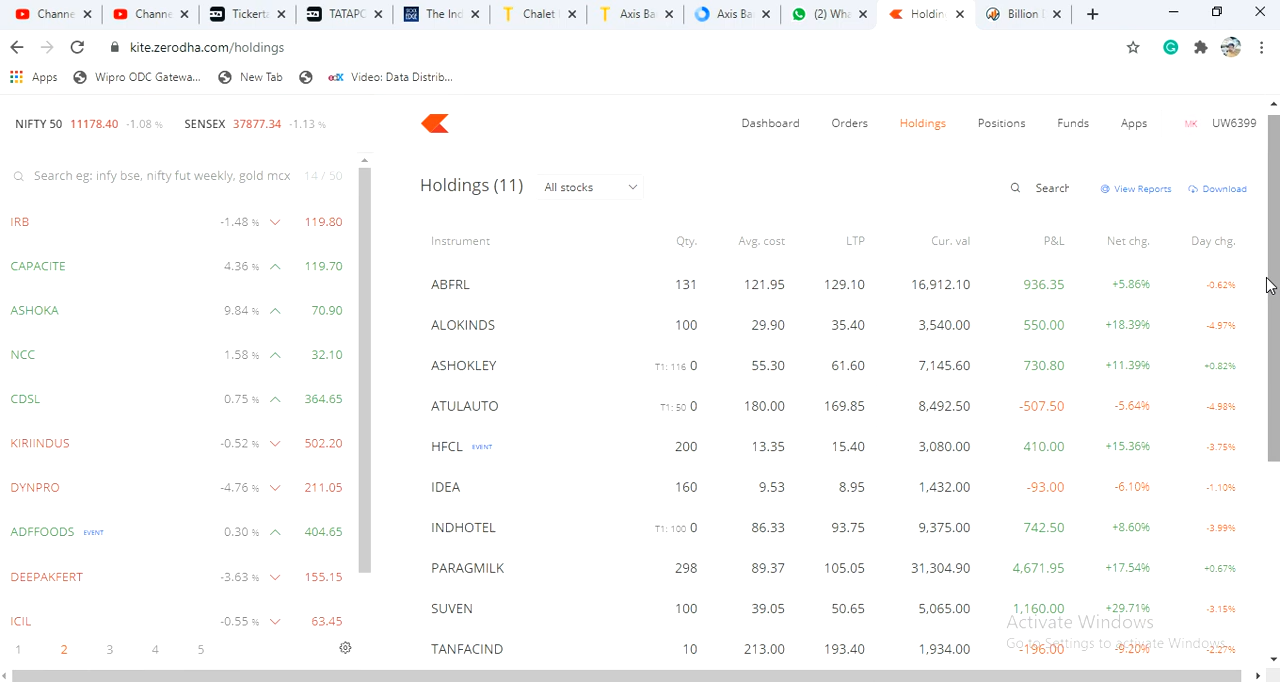 Channe
Channe
Tickerta
TATAPO
The Ind
Chalet
Axis Ba
Axis Ba
(2) Wha
Holdin
Billion
kite.zerodha.com/holdings
Apps
Wipro ODC Gatewa...
New Tab
edX Video: Data Distrib...
NIFTY 50 11178.40 -1.08 % SENSEX 37877.34 -1.13 %
Dashboard Orders Holdings Positions Funds Apps MK UW6399
Search eg: infy bse, nifty fut weekly, gold mcx 14 / 50
IRB -1.48 % 119.80
CAPACITE 4.36 % 119.70
ASHOKA 9.84 % 70.90
NCC 1.58 % 32.10
CDSL 0.75 % 364.65
KIRIINDUS -0.52 % 502.20
DYNPRO -4.76 % 211.05
ADFFOODS EVENT 0.30 % 404.65
DEEPAKFERT -3.63 % 155.15
ICIL -0.55 % 63.45
1 2 3 4 5
Holdings (11) All stocks Search View Reports Download
Instrument Qty. Avg. cost LTP Cur. val P&L Net chg. Day chg.
ABFRL 131 121.95 129.10 16,912.10 936.35 +5.86% -0.62%
ALOKINDS 100 29.90 35.40 3,540.00 550.00 +18.39% -4.97%
ASHOKLEY T1: 116 0 55.30 61.60 7,145.60 730.80 +11.39% +0.82%
ATULAUTO T1: 50 0 180.00 169.85 8,492.50 -507.50 -5.64% -4.98%
HFCL EVENT 200 13.35 15.40 3,080.00 410.00 +15.36% -3.75%
IDEA 160 9.53 8.95 1,432.00 -93.00 -6.10% -1.10%
INDHOTEL T1: 100 0 86.33 93.75 9,375.00 742.50 +8.60% -3.99%
PARAGMILK 298 89.37 105.05 31,304.90 4,671.95 +17.54% +0.67%
SUVEN 100 39.05 50.65 5,065.00 1,160.00 +29.71% -3.15%
TANFACIND 10 213.00 193.40 1,934.00 -196.00 -9.20% -2.27%
Activate Windows
Go to Settings to activate Windows.